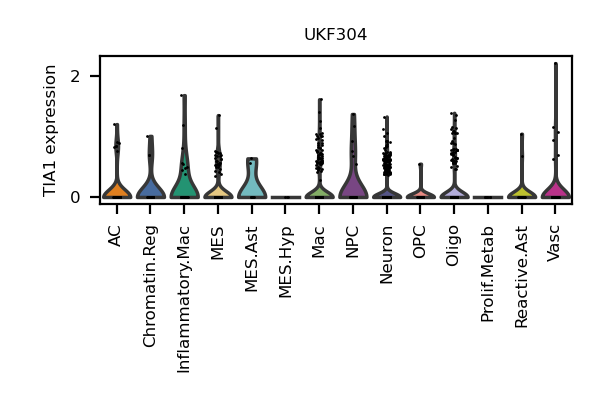 UKF304
TIA1 expression
2
0
AC
Chromatin.Reg
Inflammatory.Mac
MES
MES.Ast
MES.Hyp
Mac
NPC
Neuron
OPC
Oligo
Prolif.Metab
Reactive.Ast
Vasc